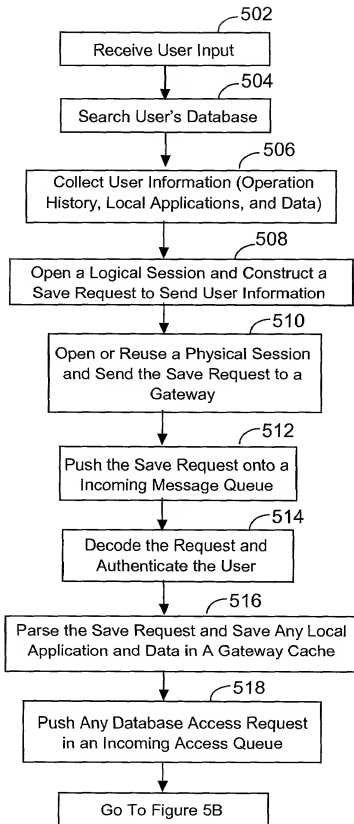 502
Receive User Input
504
Search User's Database
506
Collect User Information (Operation
History, Local Applications, and Data)
508
Open a Logical Session and Construct a
Save Request to Send User Information
510
Open or Reuse a Physical Session
and Send the Save Request to a
Gateway
512
Push the Save Request onto a
Incoming Message Queue
514
Decode the Request and
Authenticate the User
516
Parse the Save Request and Save Any Local
Application and Data in A Gateway Cache
518
Push Any Database Access Request
in an Incoming Access Queue
Go To Figure 5B